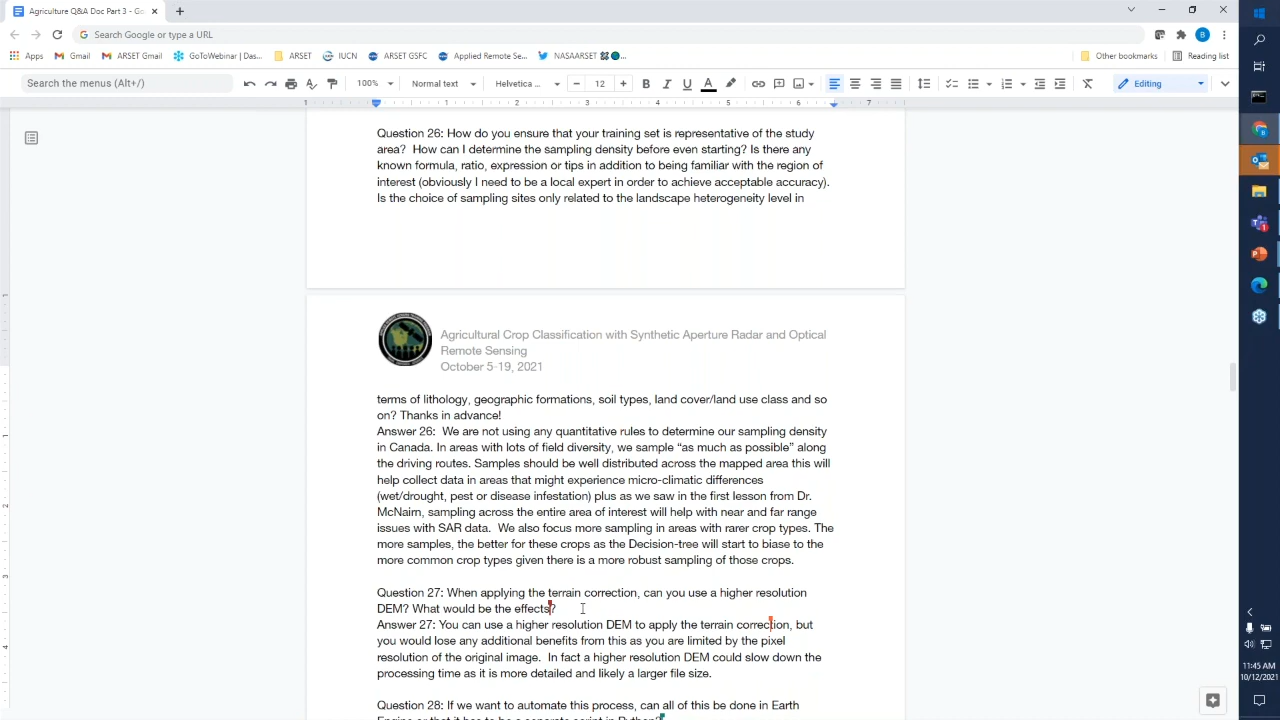 Agriculture Q&A Doc Part 3 - Go
Search Google or type a URL
Apps
Gmail
ARSET Gmail
GoToWebinar | Das...
ARSET
IUCN
ARSET GSFC
Applied Remote Se...
NASAARSET
Other bookmarks
Reading list
Search the menus (Alt+/)
100%
Normal text
Helvetica ...
12
Editing
1 1 2 3 4 5 6 7
Question 26: How do you ensure that your training set is representative of the study
area?  How can I determine the sampling density before even starting? Is there any
known formula, ratio, expression or tips in addition to being familiar with the region of
interest (obviously I need to be a local expert in order to achieve acceptable accuracy).
Is the choice of sampling sites only related to the landscape heterogeneity level in
Agricultural Crop Classification with Synthetic Aperture Radar and Optical
Remote Sensing
October 5-19, 2021
terms of lithology, geographic formations, soil types, land cover/land use class and so
on? Thanks in advance!
Answer 26:  We are not using any quantitative rules to determine our sampling density
in Canada. In areas with lots of field diversity, we sample “as much as possible” along
the driving routes. Samples should be well distributed across the mapped area this will
help collect data in areas that might experience micro-climatic differences
(wet/drought, pest or disease infestation) plus as we saw in the first lesson from Dr.
McNairn, sampling across the entire area of interest will help with near and far range
issues with SAR data.  We also focus more sampling in areas with rarer crop types. The
more samples, the better for these crops as the Decision-tree will start to biase to the
more common crop types given there is a more robust sampling of those crops.
Question 27: When applying the terrain correction, can you use a higher resolution
DEM? What would be the effects?
Answer 27: You can use a higher resolution DEM to apply the terrain correction, but
you would lose any additional benefits from this as you are limited by the pixel
resolution of the original image.  In fact a higher resolution DEM could slow down the
processing time as it is more detailed and likely a larger file size.
Question 28: If we want to automate this process, can all of this be done in Earth
Engine or that it has to be a separate script in Python?
11:45 AM
10/12/2021